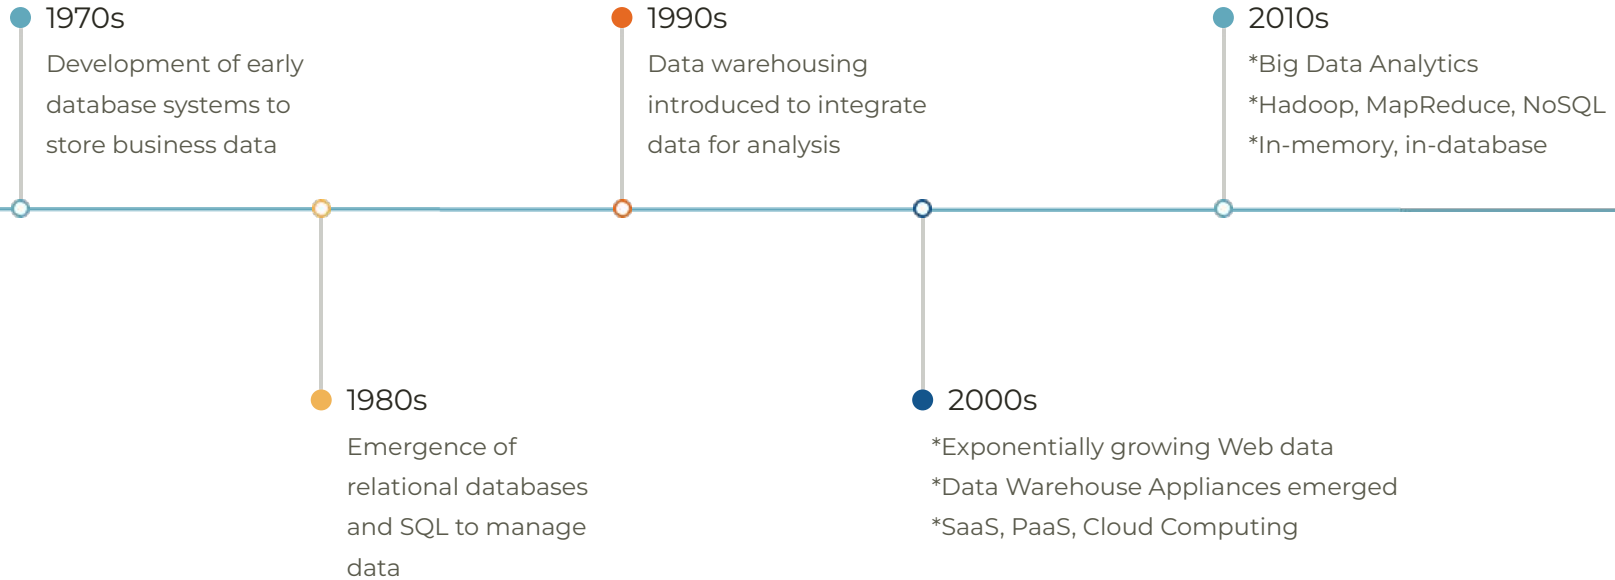 1970s
Development of early
database systems to
store business data
1980s
Emergence of
relational databases
and SQL to manage
data
1990s
Data warehousing
introduced to integrate
data for analysis
2000s
*Exponentially growing Web data
*Data Warehouse Appliances emerged
*SaaS, PaaS, Cloud Computing
2010s
*Big Data Analytics
*Hadoop, MapReduce, NoSQL
*In-memory, in-database